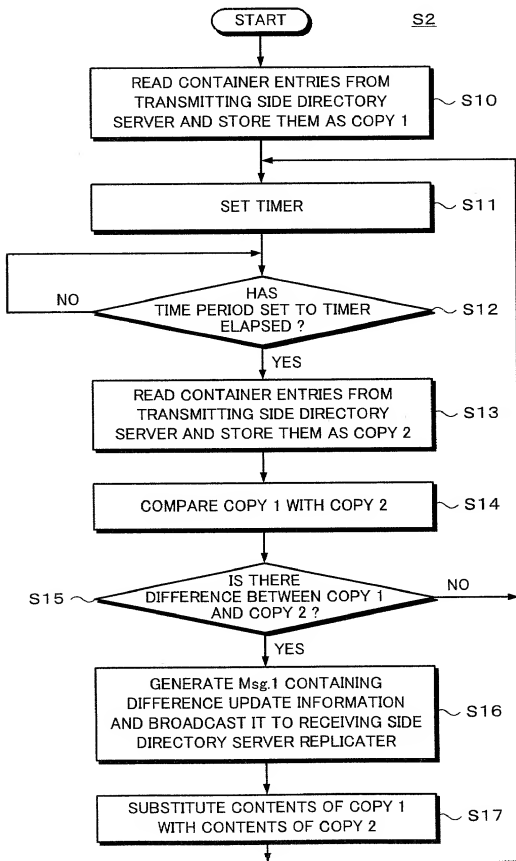 START
S2
READ CONTAINER ENTRIES FROM
TRANSMITTING SIDE DIRECTORY
SERVER AND STORE THEM AS COPY 1
S10
SET TIMER
S11
HAS
TIME PERIOD SET TO TIMER
ELAPSED ?
S12
NO
YES
READ CONTAINER ENTRIES FROM
TRANSMITTING SIDE DIRECTORY
SERVER AND STORE THEM AS COPY 2
S13
COMPARE COPY 1 WITH COPY 2
S14
S15
IS THERE
DIFFERENCE BETWEEN COPY 1
AND COPY 2 ?
NO
YES
GENERATE Msg.1 CONTAINING
DIFFERENCE UPDATE INFORMATION
AND BROADCAST IT TO RECEIVING SIDE
DIRECTORY SERVER REPLICATER
S16
SUBSTITUTE CONTENTS OF COPY 1
WITH CONTENTS OF COPY 2
S17